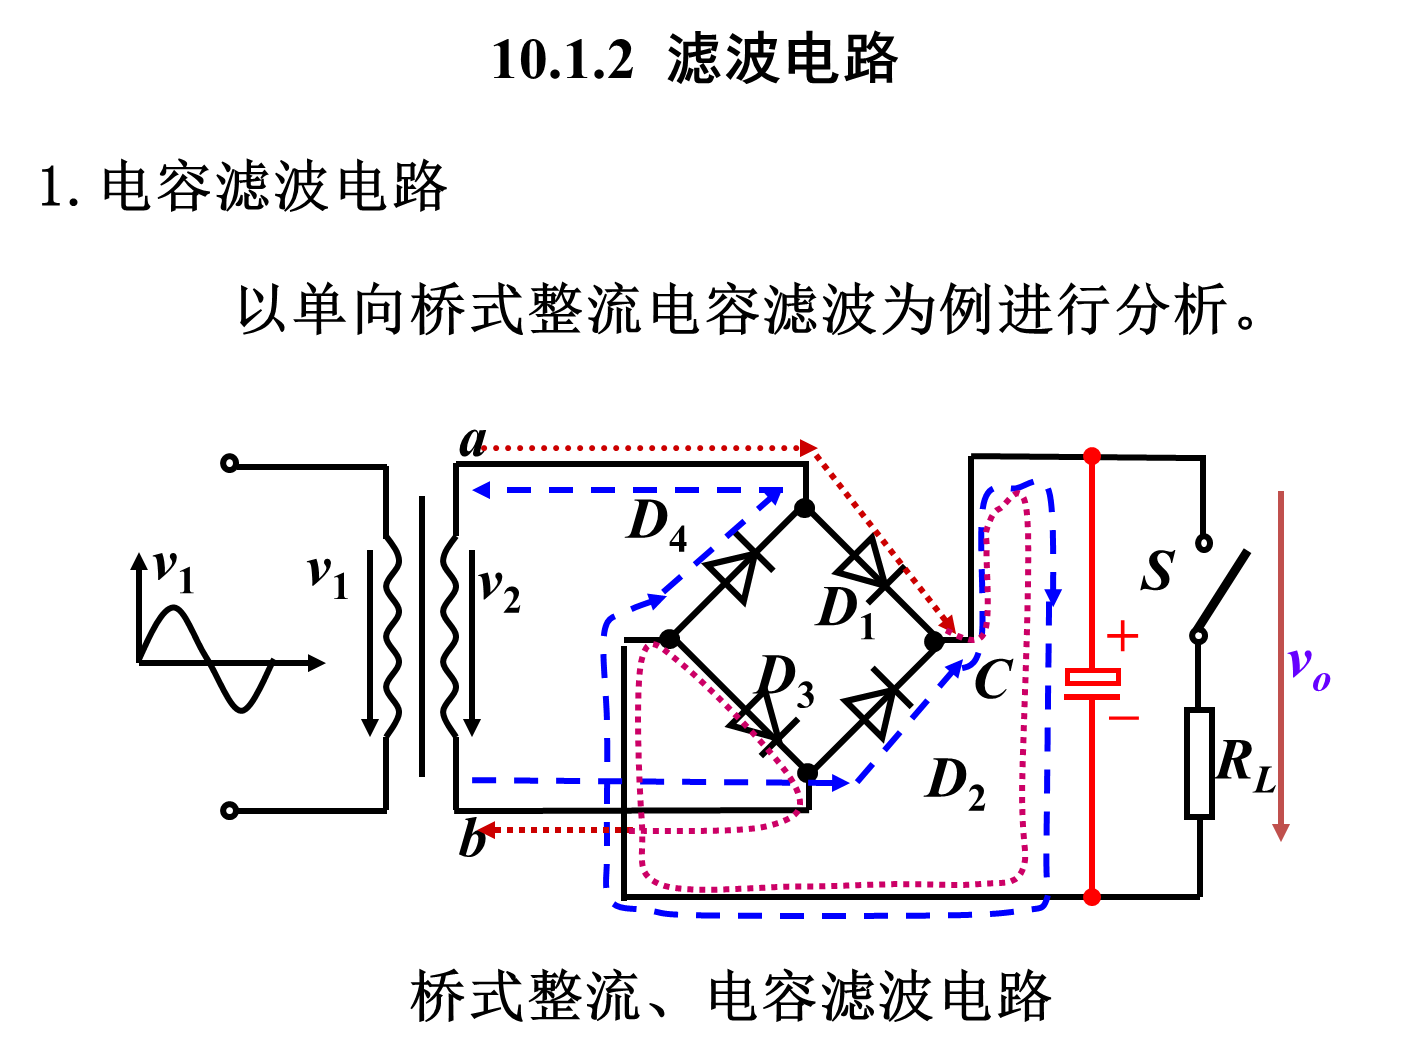 10.1.2 滤波电路
1. 电容滤波电路
以单向桥式整流电容滤波为例进行分析。
a
D4
v1
v1
v2
S
D1
+
C
D3
vo
−
D2
RL
b
桥式整流、电容滤波电路